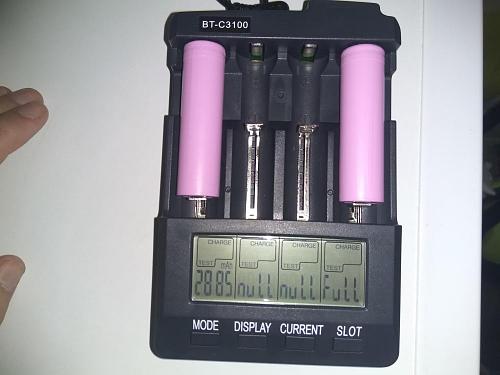 BT-C3100
CHARGE CHARGE CHARGE CHARGE
TEST mAh TEST TEST TEST
2885 null null Full
MODE DISPLAY CURRENT SLOT